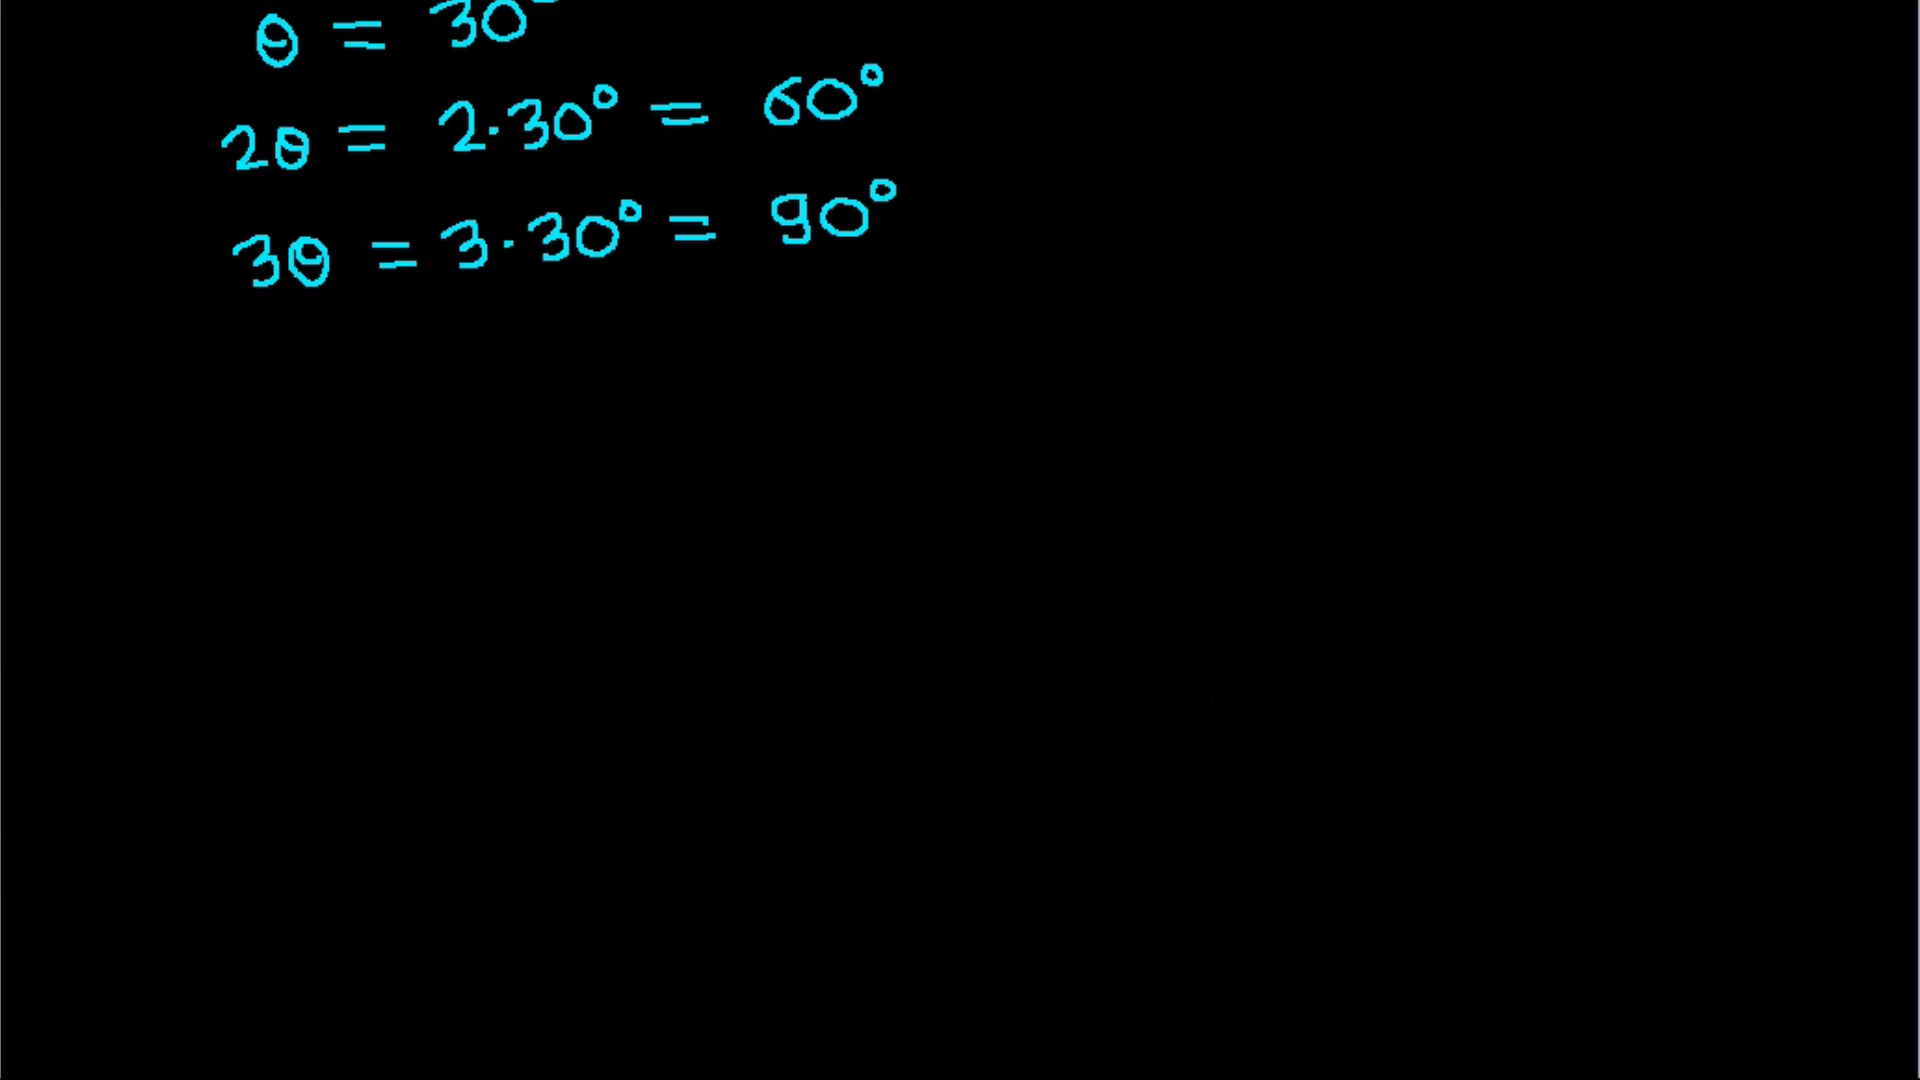 θ = 30°
2θ = 2·30° = 60°
3θ = 3·30° = 90°